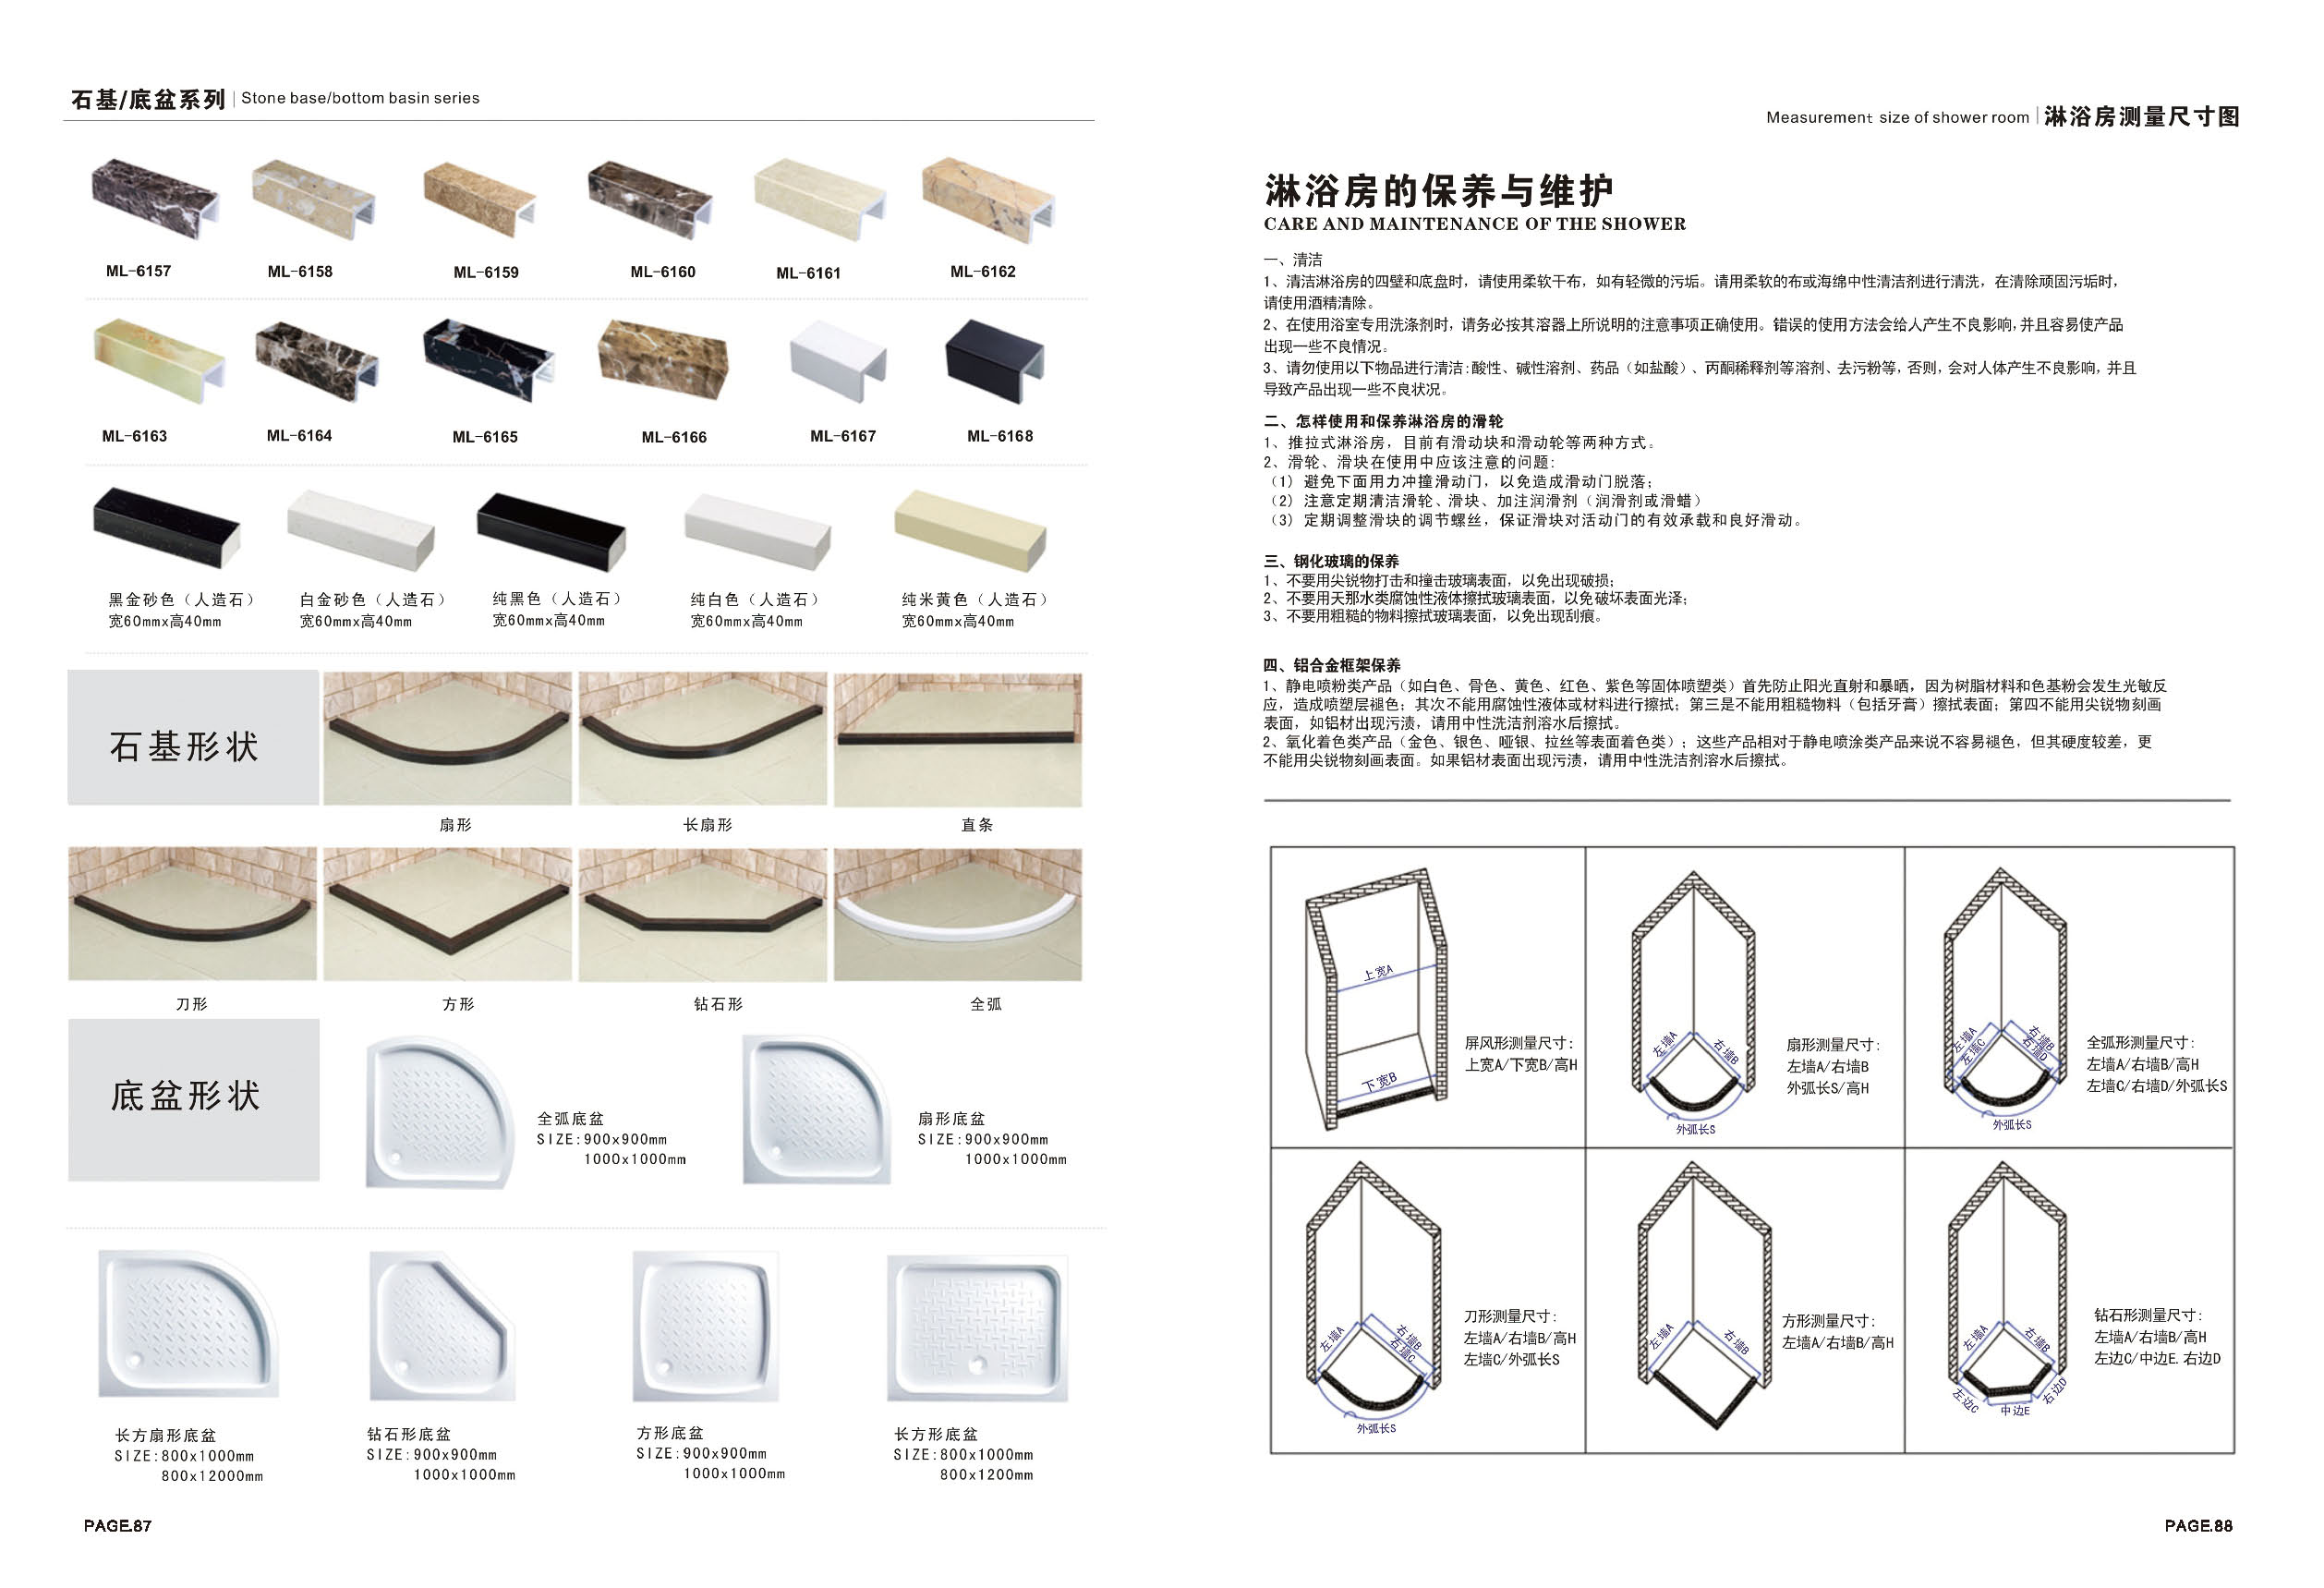 石基/底盆系列 | Stone base/bottom basin series
ML-6157 ML-6158 ML-6159 ML-6160 ML-6161 ML-6162
ML-6163 ML-6164 ML-6165 ML-6166 ML-6167 ML-6168
黑金砂色（人造石） 白金砂色（人造石） 纯黑色（人造石） 纯白色（人造石） 纯米黄色（人造石）
宽60mmx高40mm 宽60mmx高40mm 宽60mmx高40mm 宽60mmx高40mm 宽60mmx高40mm
石基形状
扇形 长扇形 直条
刀形 方形 钻石形 全弧
底盆形状
全弧底盆
SIZE:900x900mm
1000x1000mm
扇形底盆
SIZE:900x900mm
1000x1000mm
长方扇形底盆
SIZE:800x1000mm
800x12000mm
钻石形底盆
SIZE:900x900mm
1000x1000mm
方形底盆
SIZE:900x900mm
1000x1000mm
长方形底盆
SIZE:800x1000mm
800x1200mm
PAGE.87
Measurement size of shower room | 淋浴房测量尺寸图
淋浴房的保养与维护
CARE AND MAINTENANCE OF THE SHOWER
一、清洁
1、清洁淋浴房的四壁和底盘时，请使用柔软干布，如有轻微的污垢。请用柔软的布或海绵中性清洁剂进行清洗，在清除顽固污垢时，
请使用酒精清除。
2、在使用浴室专用洗涤剂时，请务必按其溶器上所说明的注意事项正确使用。错误的使用方法会给人产生不良影响，并且容易使产品
出现一些不良情况。
3、请勿使用以下物品进行清洁：酸性、碱性溶剂、药品（如盐酸）、丙酮稀释剂等溶剂、去污粉等，否则，会对人体产生不良影响，并且
导致产品出现一些不良状况。
二、怎样使用和保养淋浴房的滑轮
1、推拉式淋浴房，目前有滑动块和滑动轮等两种方式。
2、滑轮、滑块在使用中应该注意的问题：
（1）避免下面用力冲撞滑动门，以免造成滑动门脱落；
（2）注意定期清洁滑轮、滑块、加注润滑剂（润滑剂或滑蜡）
（3）定期调整滑块的调节螺丝，保证滑块对活动门的有效承载和良好滑动。
三、钢化玻璃的保养
1、不要用尖锐物打击和撞击玻璃表面，以免出现破损；
2、不要用天那水类腐蚀性液体擦拭玻璃表面，以免破坏表面光泽；
3、不要用粗糙的物料擦拭玻璃表面，以免出现刮痕。
四、铝合金框架保养
1、静电喷粉类产品（如白色、骨色、黄色、红色、紫色等固体喷塑类）首先防止阳光直射和暴晒，因为树脂材料和色基粉会发生光敏反
应，造成喷塑层褪色；其次不能用腐蚀性液体或材料进行擦拭；第三是不能用粗糙物料（包括牙膏）擦拭表面；第四不能用尖锐物刻画
表面，如铝材出现污渍，请用中性洗洁剂溶水后擦拭。
2、氧化着色类产品（金色、银色、哑银、拉丝等表面着色类）；这些产品相对于静电喷涂类产品来说不容易褪色，但其硬度较差，更
不能用尖锐物刻画表面。如果铝材表面出现污渍，请用中性洗洁剂溶水后擦拭。
上宽A
下宽B
屏风形测量尺寸：
上宽A/下宽B/高H
左墙A
右墙B
外弧长S
扇形测量尺寸：
左墙A/右墙B
外弧长S/高H
左墙A
左墙C
右墙B
右墙D
外弧长S
全弧形测量尺寸：
左墙A/右墙B/高H
左墙C/右墙D/外弧长S
左墙A
右墙B
右墙C
外弧长S
刀形测量尺寸：
左墙A/右墙B/高H
左墙C/外弧长S
左墙A
右墙B
方形测量尺寸：
左墙A/右墙B/高H
左墙A
右墙B
左边C
中边E
右边D
钻石形测量尺寸：
左墙A/右墙B/高H
左边C/中边E.右边D
PAGE.88